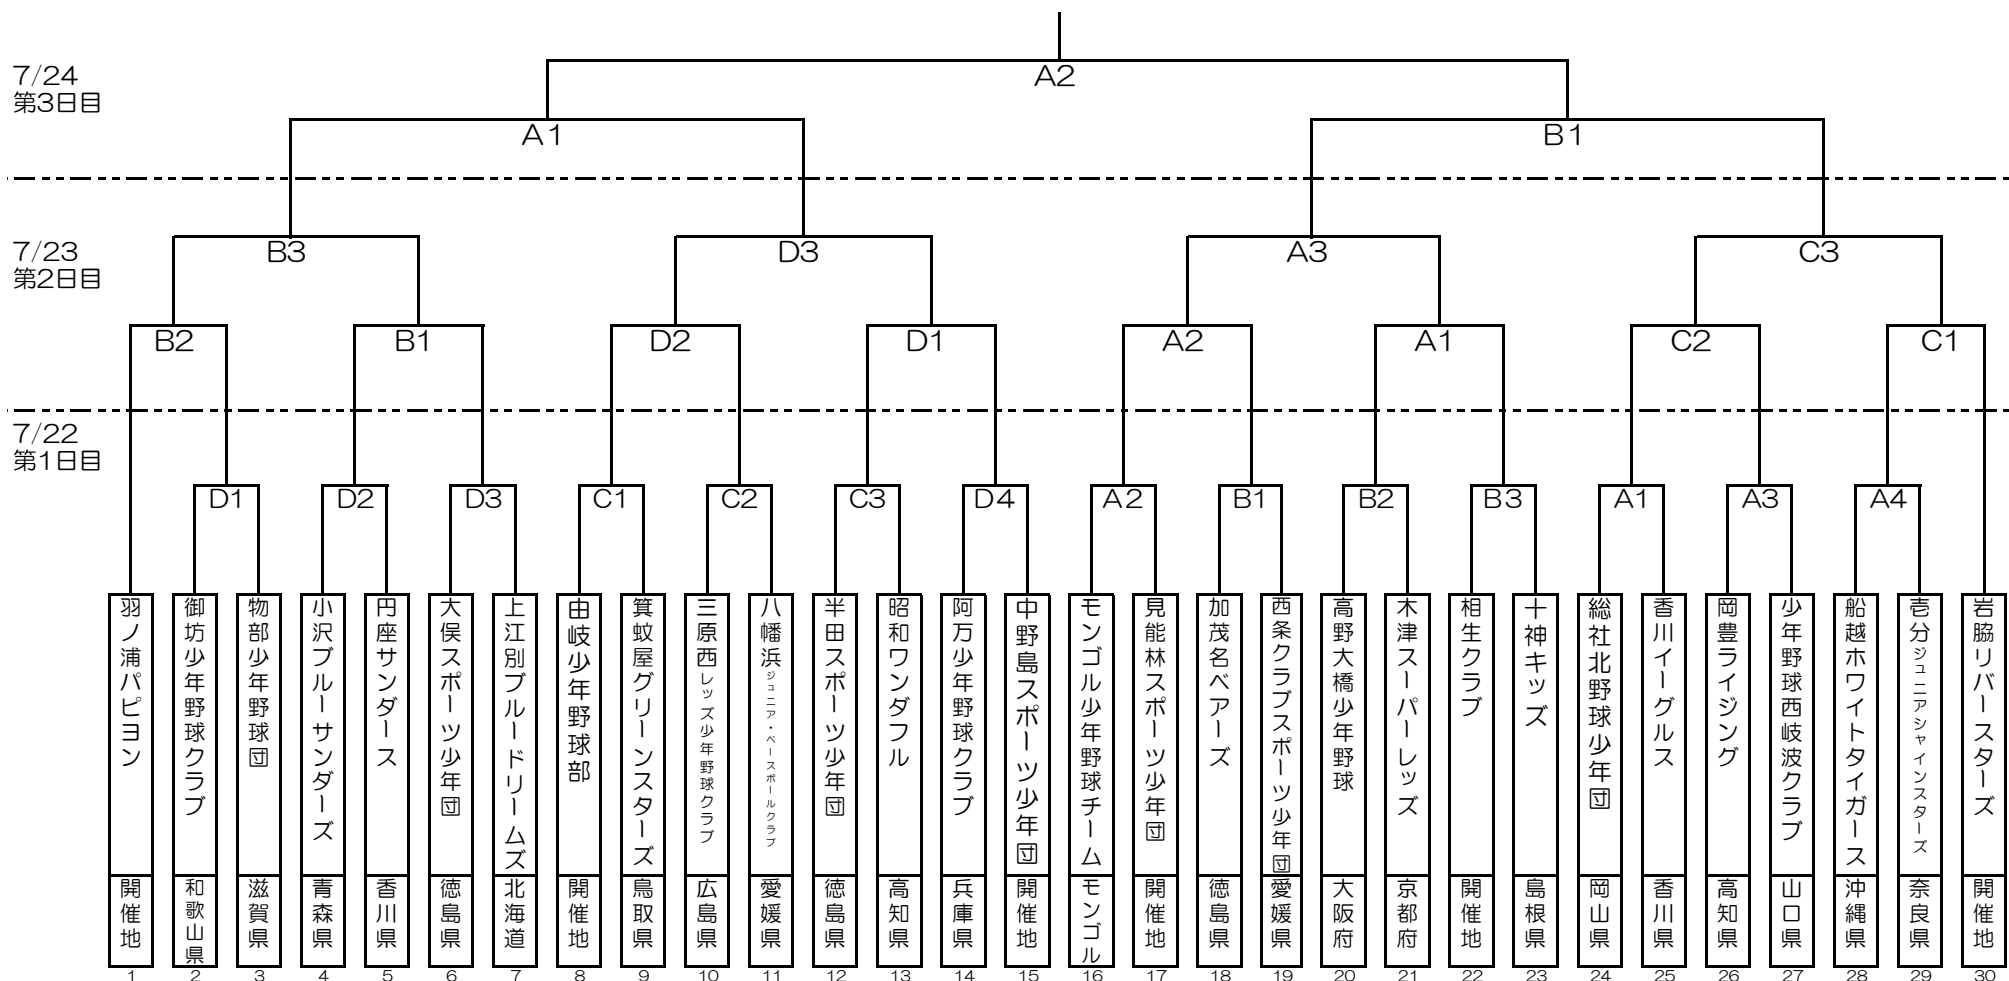 A2
7/24
第3日目
A1
B1
7/23
第2日目
B3
D3
A3
C3
B2
B1
D2
D1
A2
A1
C2
C1
7/22
第1日目
D1
D2
D3
C1
C2
C3
D4
A2
B1
B2
B3
A1
A3
A4
羽ノ浦パピヨン
開催地
1
御坊少年野球クラブ
和歌山県
2
物部少年野球団
滋賀県
3
小沢ブルーサンダーズ
青森県
4
円座サンダース
香川県
5
大俣スポーツ少年団
徳島県
6
上江別ブルードリームズ
北海道
7
由岐少年野球部
開催地
8
箕蚊屋グリーンスターズ
鳥取県
9
三原西レッズ少年野球クラブ
広島県
10
八幡浜ジュニア・ベースボールクラブ
愛媛県
11
半田スポーツ少年団
徳島県
12
昭和ワンダフル
高知県
13
阿万少年野球クラブ
兵庫県
14
中野島スポーツ少年団
開催地
15
モンゴル少年野球チーム
モンゴル
16
見能林スポーツ少年団
開催地
17
加茂名ベアーズ
徳島県
18
西条クラブスポーツ少年団
愛媛県
19
高野大橋少年野球
大阪府
20
木津スーパーレッズ
京都府
21
相生クラブ
開催地
22
十神キッズ
島根県
23
総社北野球少年団
岡山県
24
香川イーグルス
香川県
25
岡豊ライジング
高知県
26
少年野球西岐波クラブ
山口県
27
船越ホワイトタイガース
沖縄県
28
壱分ジュニアシャインスターズ
奈良県
29
岩脇リバースターズ
開催地
30